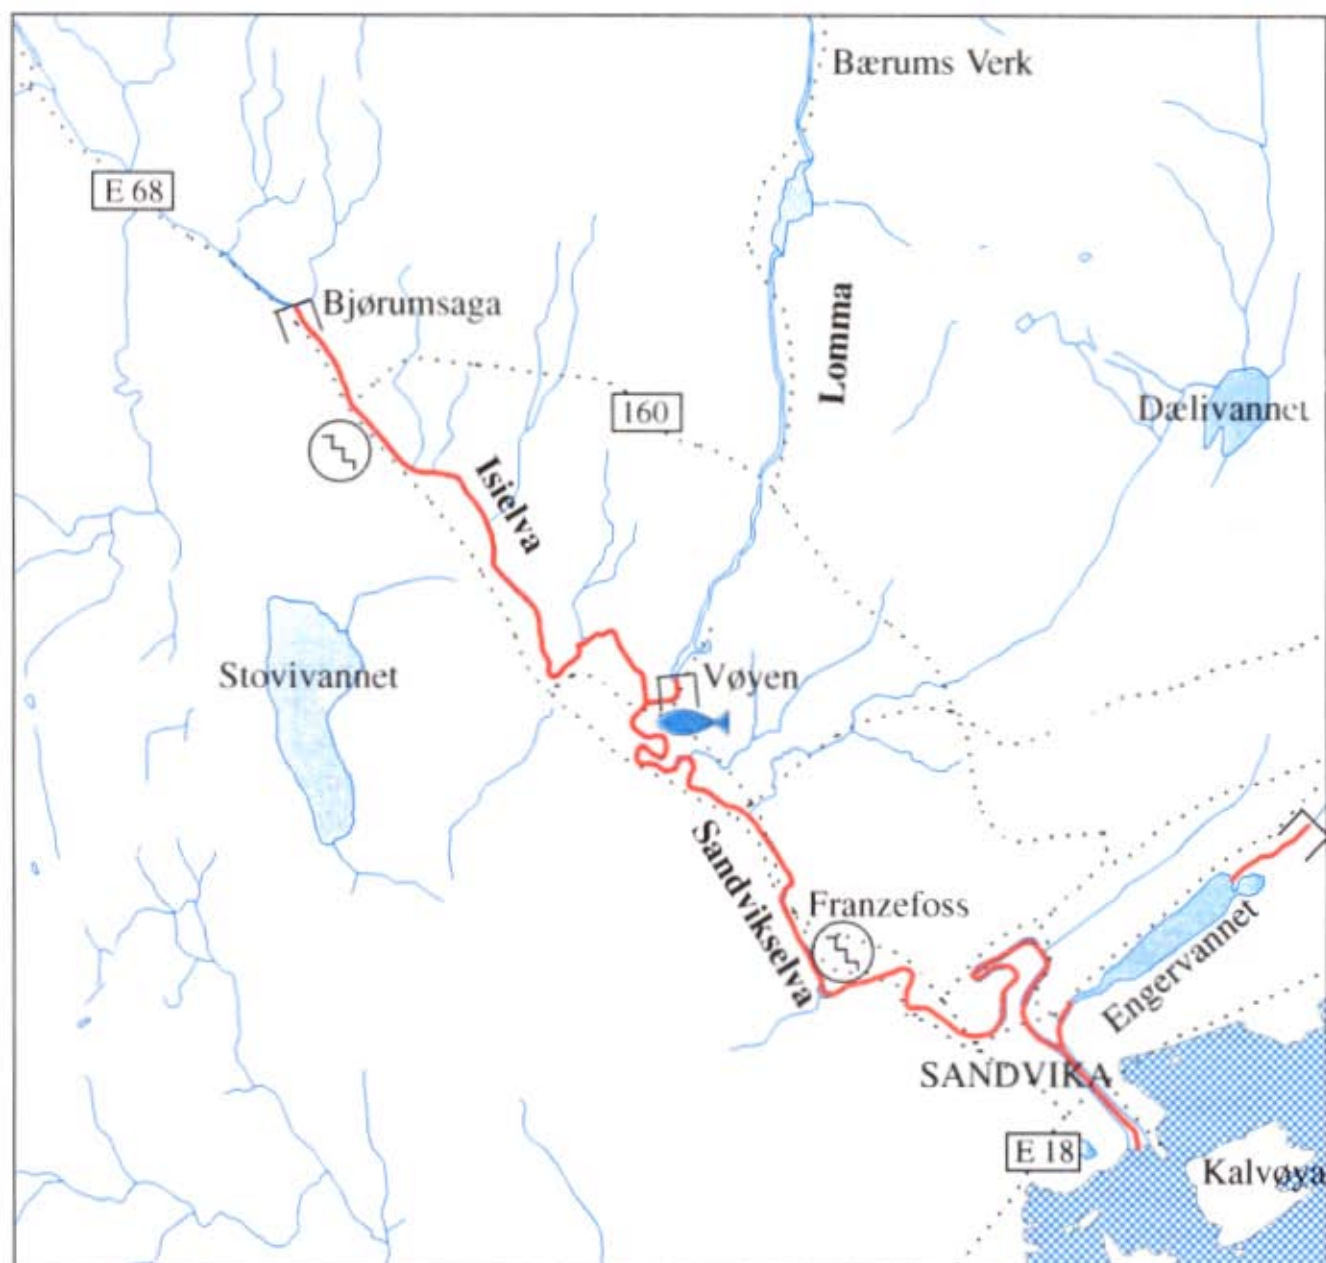 Bærums Verk
E 68
Bjørumsaga
Lomma
160
Dælivannet
Isielva
Stovivannet
Vøyen
Sandvikselva
Franzefoss
Engervannet
SANDVIKA
E 18
Kalvøya